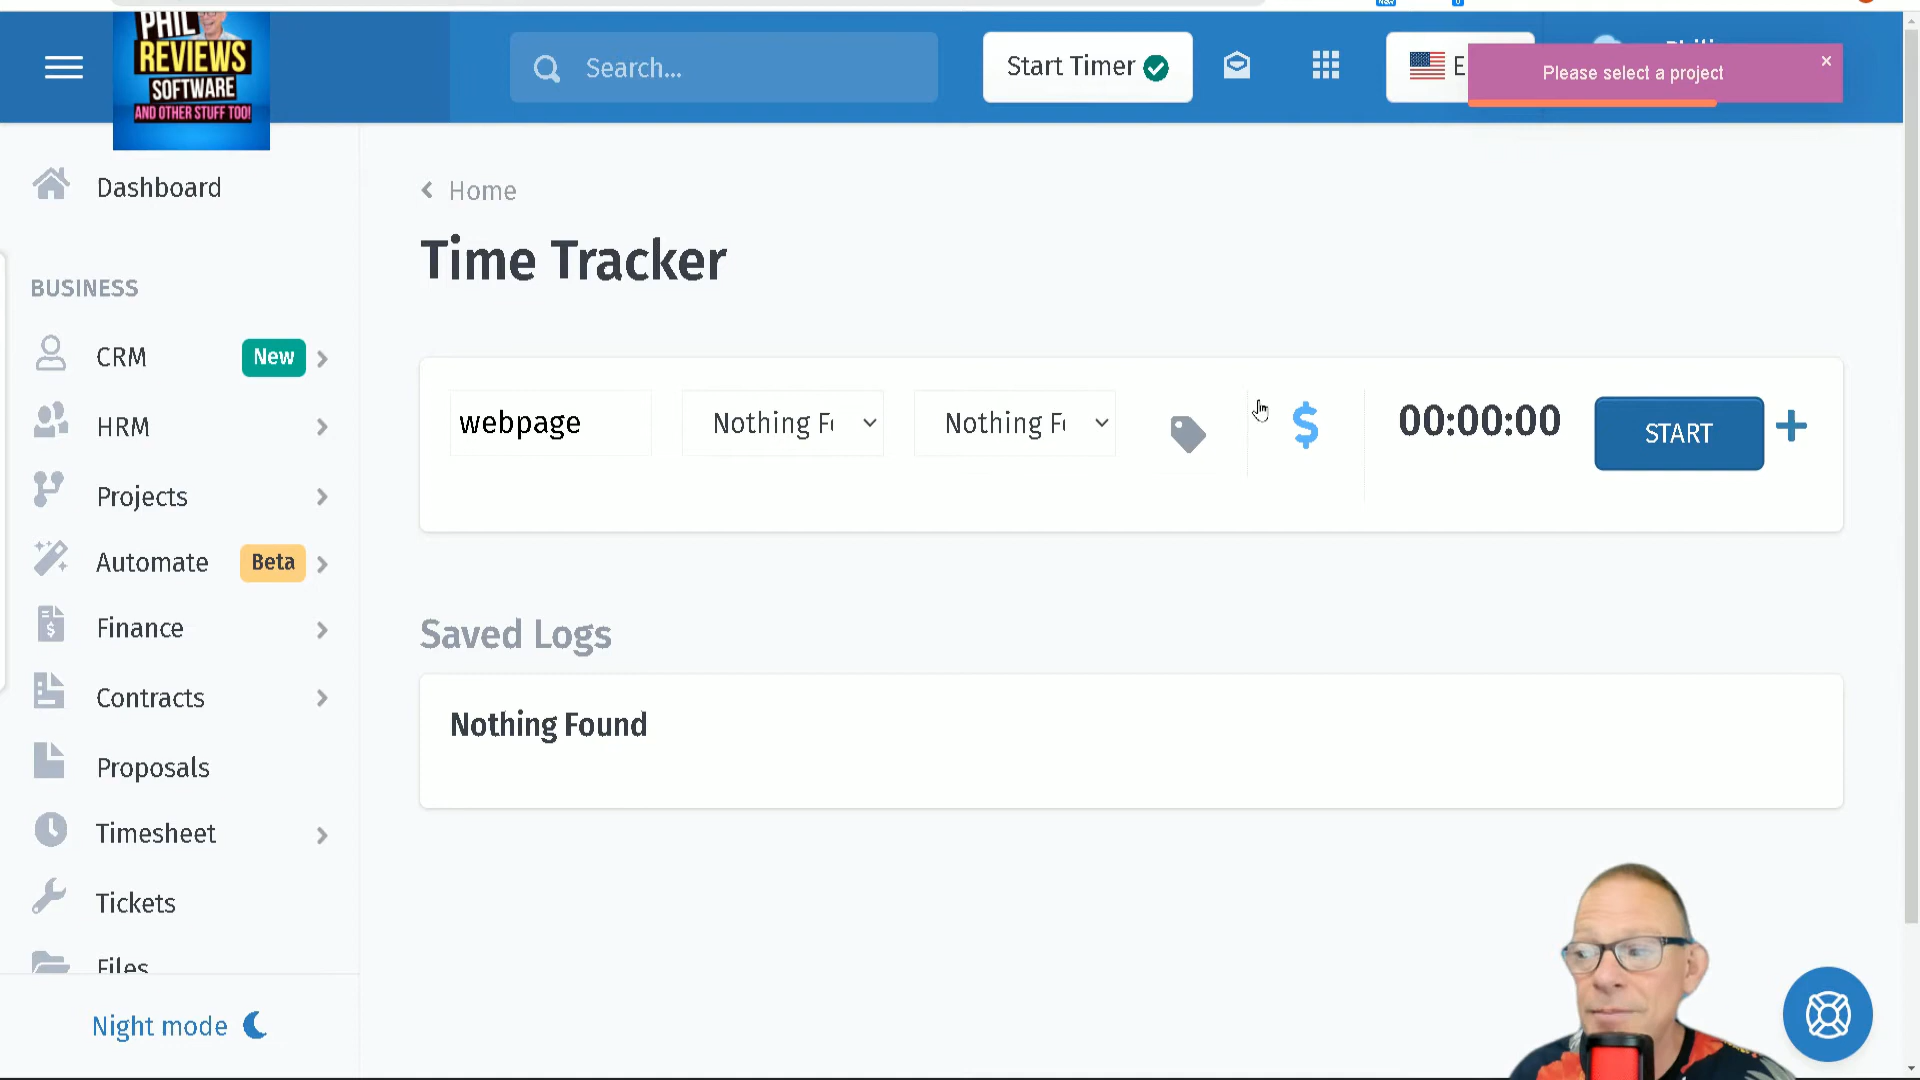 PHIL
REVIEWS
SOFTWARE
AND OTHER STUFF TOO!
Search...
Start Timer
E
Please select a project
×
Dashboard
Home
Time Tracker
BUSINESS
CRM
New
HRM
Projects
Automate
Beta
Finance
Contracts
Proposals
Timesheet
Tickets
Files
Night mode
webpage
Nothing F
Nothing F
$
00:00:00
START
+
Saved Logs
Nothing Found